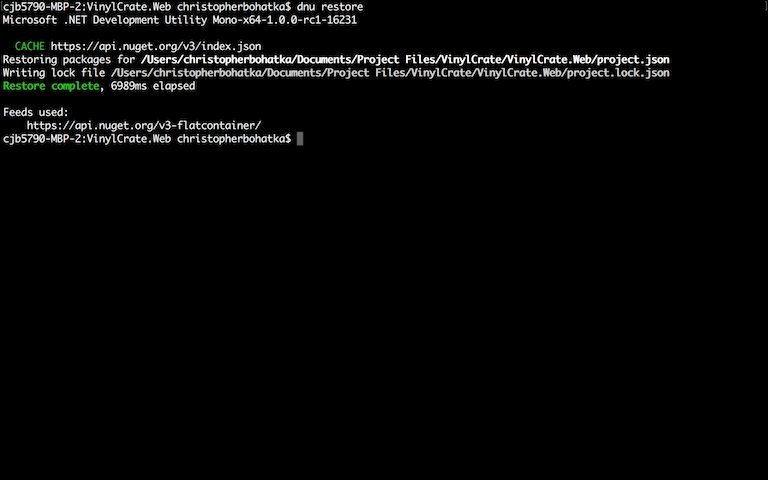 cjb5790-MBP-2:VinylCrate.Web christopherbohatka$ dnu restore
Microsoft .NET Development Utility Mono-x64-1.0.0-rc1-16231
CACHE https://api.nuget.org/v3/index.json
Restoring packages for /Users/christopherbohatka/Documents/Project Files/VinylCrate/VinylCrate.Web/project.json
Writing lock file /Users/christopherbohatka/Documents/Project Files/VinylCrate/VinylCrate.Web/project.lock.json
Restore complete, 6989ms elapsed
Feeds used:
https://api.nuget.org/v3-flatcontainer/
cjb5790-MBP-2:VinylCrate.Web christopherbohatka$